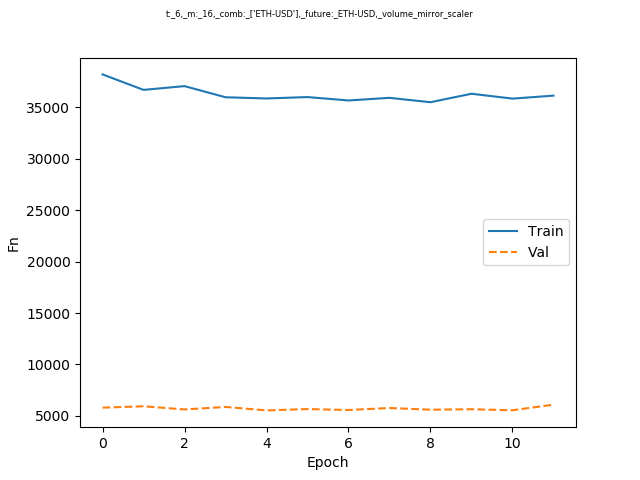 t:_6,_m:_16,_comb:_['ETH-USD'],_future:_ETH-USD,_volume_mirror_scaler
35000
30000
25000
20000
15000
10000
5000
Fn
Train
Val
0 2 4 6 8 10
Epoch